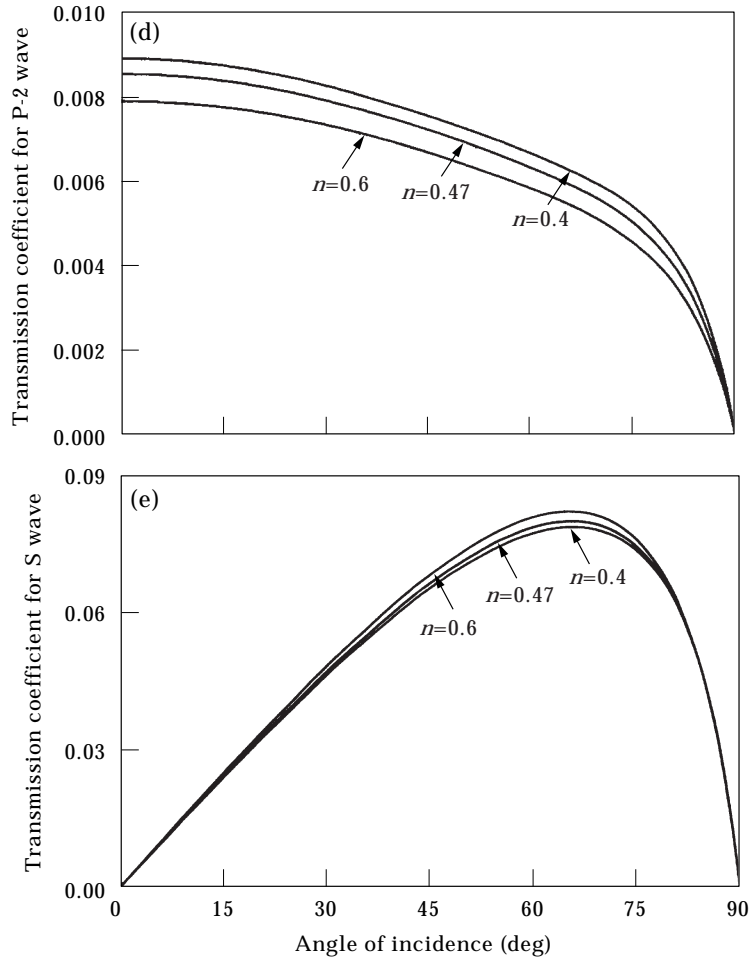 0.010
(d)
0.008
0.006
0.004
0.002
0.000
Transmission coefficient for P-2 wave
n=0.6
n=0.47
n=0.4
0.09
(e)
0.06
0.03
0.00
Transmission coefficient for S wave
n=0.4
n=0.47
n=0.6
0
15
30
45
60
75
90
Angle of incidence (deg)